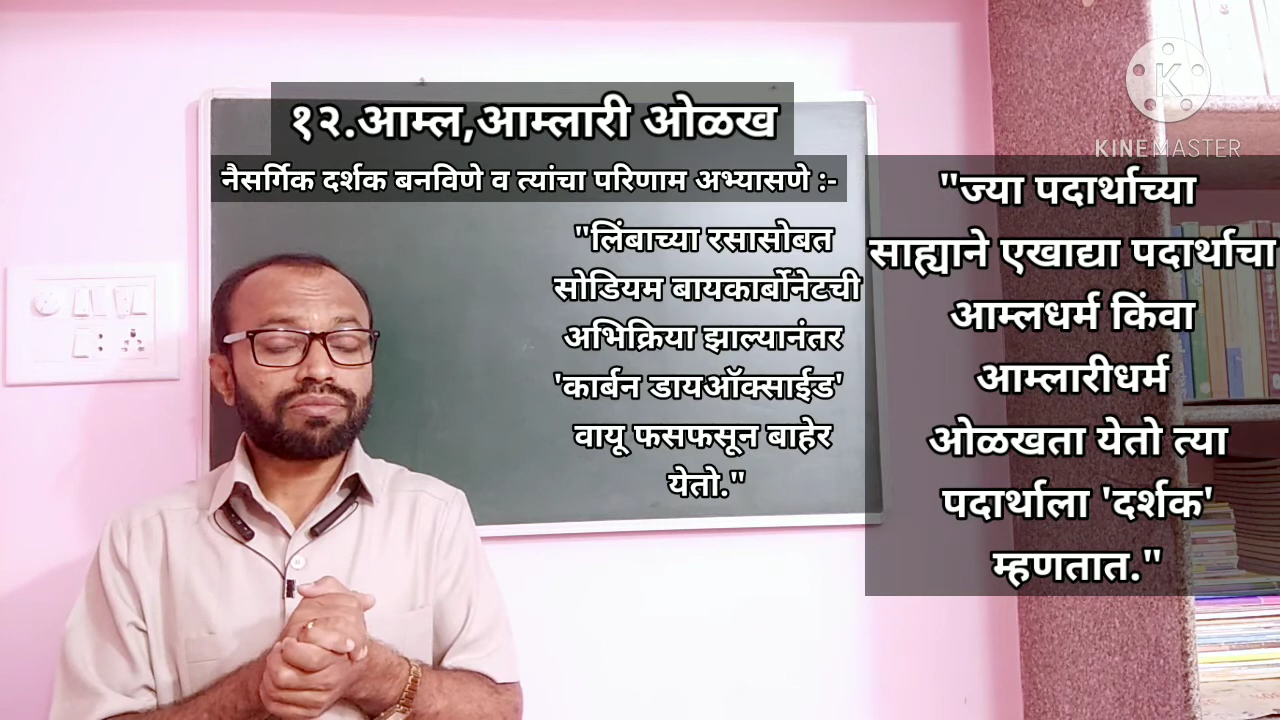 १२.आम्ल,आम्लारी ओळख
नैसर्गिक दर्शक बनविणे व त्यांचा परिणाम अभ्यासणे :-
"लिंबाच्या रसासोबत
सोडियम बायकार्बोनेटची
अभिक्रिया झाल्यानंतर
'कार्बन डायऑक्साईड'
वायू फसफसून बाहेर
येतो."
K
KINEMASTER
"ज्या पदार्थाच्या
साह्याने एखाद्या पदार्थाचा
आम्लधर्म किंवा
आम्लारीधर्म
ओळखता येतो त्या
पदार्थाला 'दर्शक'
म्हणतात."